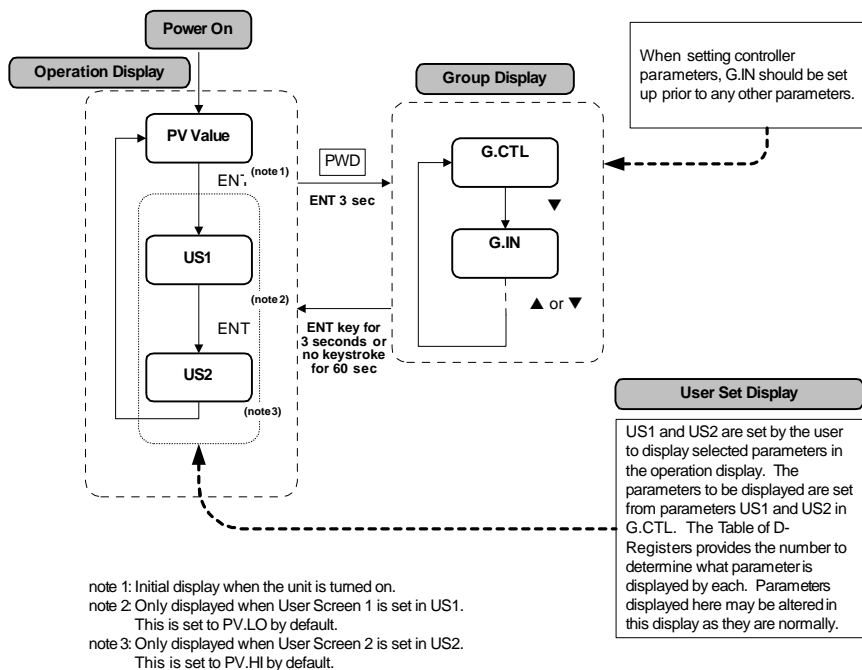 Power On
Operation Display
PV Value
(note 1)
ENT
US1
(note 2)
ENT
US2
(note 3)
PWD
ENT 3 sec
ENT key for
3 seconds or
no keystroke
for 60 sec
Group Display
G.CTL
▼
G.IN
▲ or ▼
When setting controller
parameters, G.IN should be set
up prior to any other parameters.
User Set Display
US1 and US2 are set by the user
to display selected parameters in
the operation display. The
parameters to be displayed are set
from parameters US1 and US2 in
G.CTL. The Table of D-
Registers provides the number to
determine what parameter is
displayed by each. Parameters
displayed here may be altered in
this display as they are normally.
note 1: Initial display when the unit is turned on.
note 2: Only displayed when User Screen 1 is set in US1.
This is set to PV.LO by default.
note 3: Only displayed when User Screen 2 is set in US2.
This is set to PV.HI by default.